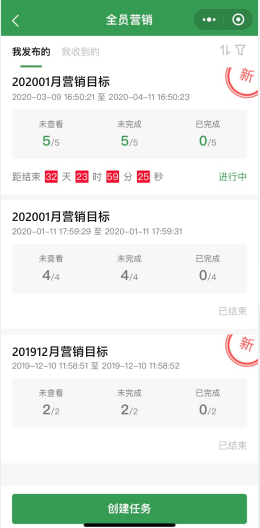 全员营销
我发布的 我收到的
新
202001月营销目标
2020-03-09 16:50:21 至 2020-04-11 16:50:23
未查看 未完成 已完成
5/5 5/5 0/5
距结束 32 天 23 时 59 分 25 秒 进行中
202001月营销目标
2020-01-11 17:59:29 至 2020-01-11 17:59:31
未查看 未完成 已完成
4/4 4/4 0/4
已结束
新
201912月营销目标
2019-12-10 11:58:51 至 2019-12-10 11:58:52
未查看 未完成 已完成
2/2 2/2 0/2
已结束
创建任务